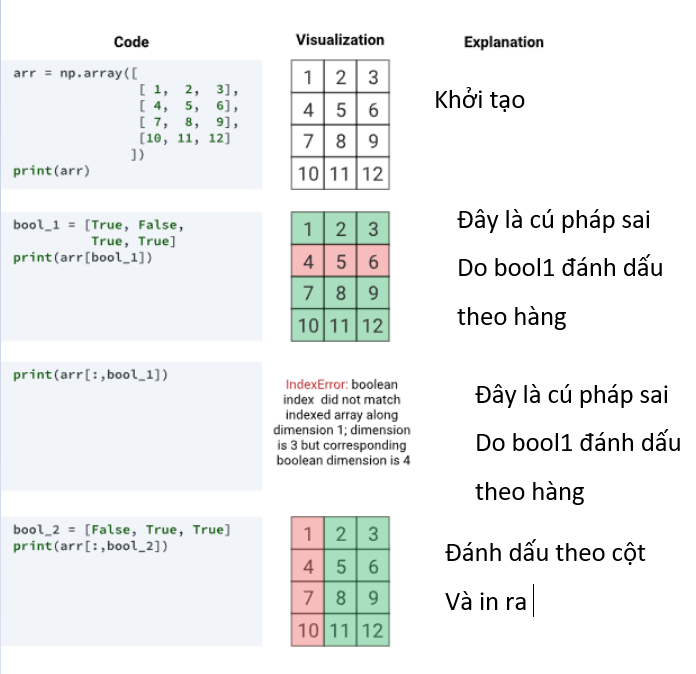 Code Visualization Explanation
arr = np.array([
[ 1, 2, 3],
[ 4, 5, 6],
[ 7, 8, 9],
[10, 11, 12]
])
print(arr)
1 2 3
4 5 6
7 8 9
10 11 12
Khởi tạo
bool_1 = [True, False,
True, True]
print(arr[bool_1])
1 2 3
4 5 6
7 8 9
10 11 12
Đây là cú pháp sai
Do bool1 đánh dấu
theo hàng
print(arr[:,bool_1])
IndexError: boolean
index did not match
indexed array along
dimension 1; dimension
is 3 but corresponding
boolean dimension is 4
Đây là cú pháp sai
Do bool1 đánh dấu
theo hàng
bool_2 = [False, True, True]
print(arr[:,bool_2])
1 2 3
4 5 6
7 8 9
10 11 12
Đánh dấu theo cột
Và in ra